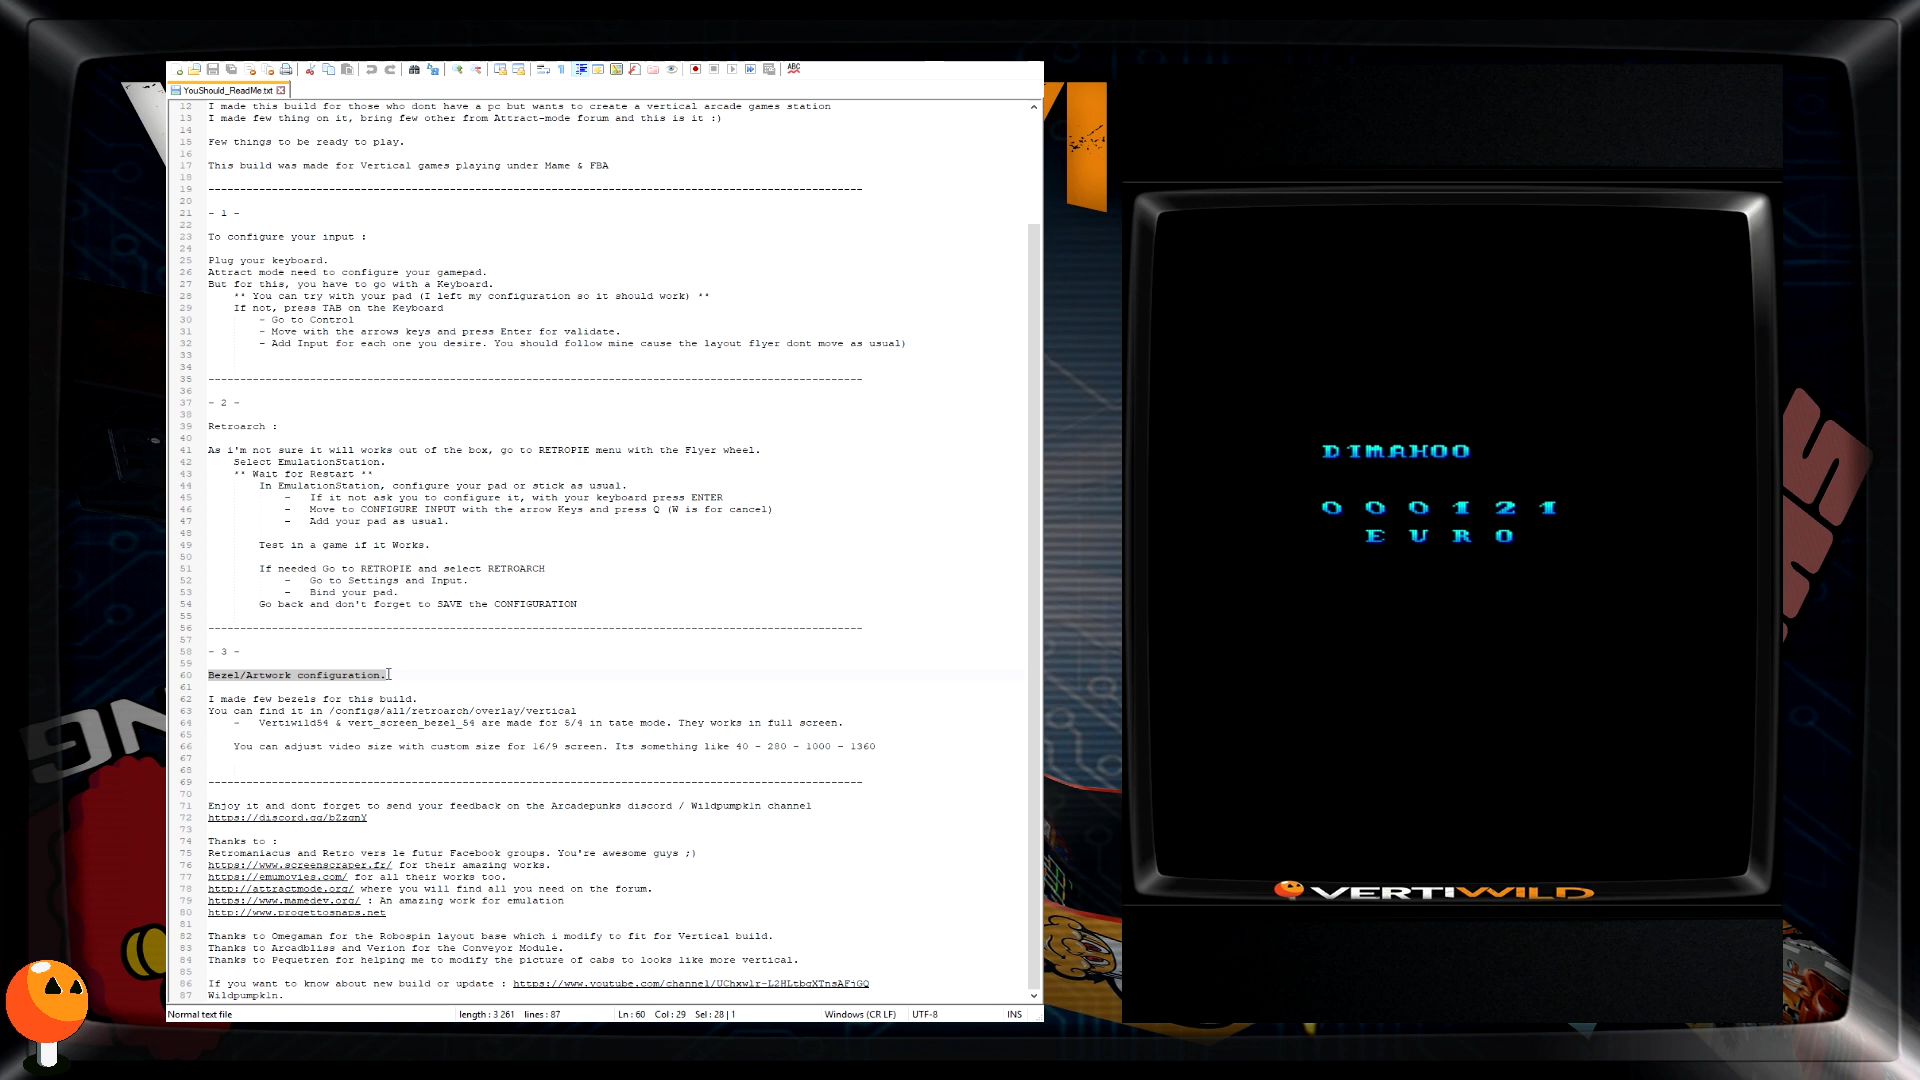 YouShould_ReadMe.txt
ABC
12 I made this build for those who dont have a pc but wants to create a vertical arcade games station
13 I made few thing on it, bring few other from Attract-mode forum and this is it :)
14
15 Few things to be ready to play.
16
17 This build was made for Vertical games playing under Mame & FBA
18
19 -------------------------------------------------------------------------------------------------------
20
21 - 1 -
22
23 To configure your input :
24
25 Plug your keyboard.
26 Attract mode need to configure your gamepad.
27 But for this, you have to go with a Keyboard.
28 ** You can try with your pad (I left my configuration so it should work) **
29 If not, press TAB on the Keyboard
30 - Go to Control
31 - Move with the arrows keys and press Enter for validate.
32 - Add Input for each one you desire. You should follow mine cause the layout flyer dont move as usual)
33
34
35 -------------------------------------------------------------------------------------------------------
36
37 - 2 -
38
39 Retroarch :
40
41 As i'm not sure it will works out of the box, go to RETROPIE menu with the Flyer wheel.
42 Select EmulationStation.
43 ** Wait for Restart **
44 In EmulationStation, configure your pad or stick as usual.
45 - If it not ask you to configure it, with your keyboard press ENTER
46 - Move to CONFIGURE INPUT with the arrow Keys and press Q (W is for cancel)
47 - Add your pad as usual.
48
49 Test in a game if it Works.
50
51 If needed Go to RETROPIE and select RETROARCH
52 - Go to Settings and Input.
53 - Bind your pad.
54 Go back and don't forget to SAVE the CONFIGURATION
55
56 -------------------------------------------------------------------------------------------------------
57
58 - 3 -
59
60 Bezel/Artwork configuration.
61
62 I made few bezels for this build.
63 You can find it in /configs/all/retroarch/overlay/vertical
64 - Vertiwild54 & vert_screen_bezel_54 are made for 5/4 in tate mode. They works in full screen.
65
66 You can adjust video size with custom size for 16/9 screen. Its something like 40 - 280 - 1000 - 1360
67
68
69 -------------------------------------------------------------------------------------------------------
70
71 Enjoy it and dont forget to send your feedback on the Arcadepunks discord / Wildpumpkin channel
72 https://discord.gg/bZzgnY
73
74 Thanks to :
75 Retromaniacus and Retro vers le futur Facebook groups. You're awesome guys ;)
76 https://www.screenscraper.fr/ for their amazing works.
77 https://emumovies.com/ for all their works too.
78 http://attractmode.org/ where you will find all you need on the forum.
79 https://www.mamedev.org/ : An amazing work for emulation
80 http://www.progettosnaps.net
81
82 Thanks to Omegaman for the Robospin layout base which i modify to fit for Vertical build.
83 Thanks to Arcadbliss and Verion for the Conveyor Module.
84 Thanks to Pequetren for helping me to modify the picture of cabs to looks like more vertical.
85
86 If you want to know about new build or update :
87 Wildpumpkln.
Normal text file length : 3 261 lines : 87 Ln : 60 Col : 29 Sel : 28 | 1 Windows (CR LF) UTF-8 INS
DIMAHOO
000121
EURO
VERTIWILD